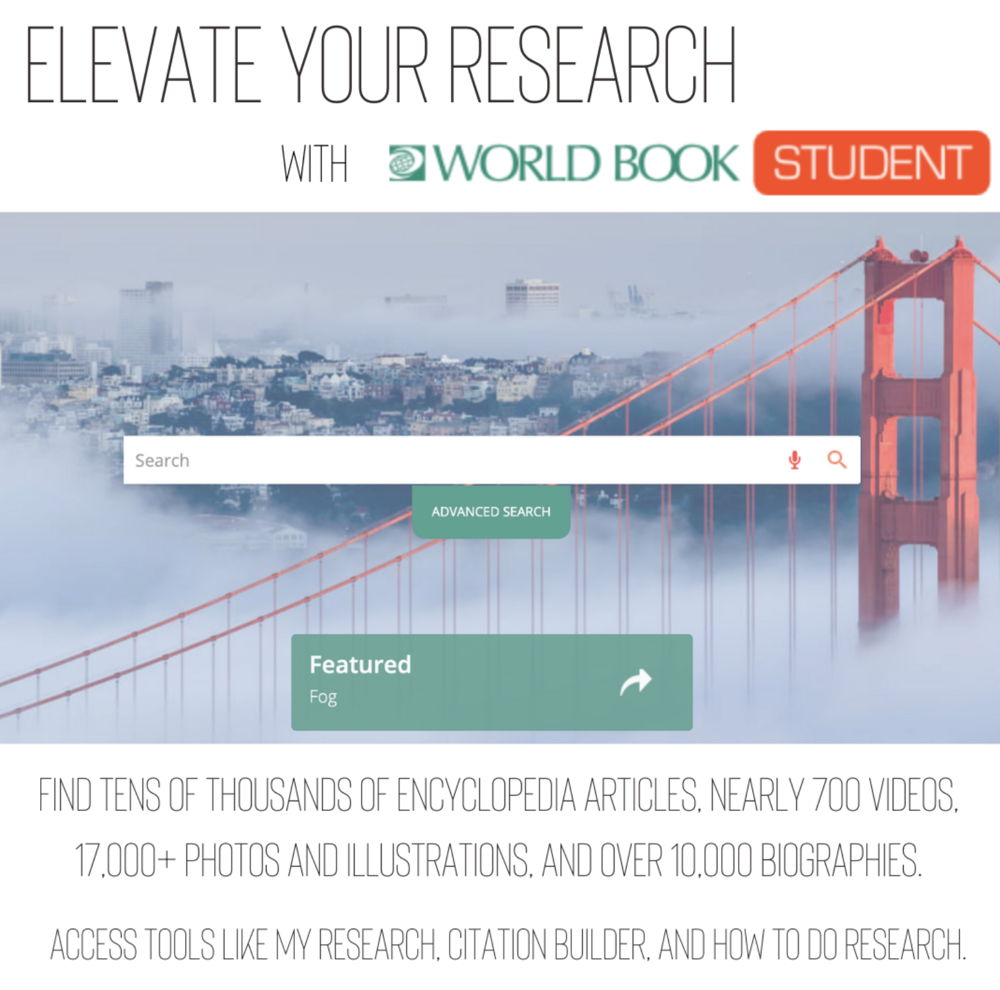 ELEVATE YOUR RESEARCH
WITH WORLD BOOK STUDENT
Search
ADVANCED SEARCH
Featured
Fog
FIND TENS OF THOUSANDS OF ENCYCLOPEDIA ARTICLES, NEARLY 700 VIDEOS,
17,000+ PHOTOS AND ILLUSTRATIONS, AND OVER 10,000 BIOGRAPHIES.
ACCESS TOOLS LIKE MY RESEARCH, CITATION BUILDER, AND HOW TO DO RESEARCH.